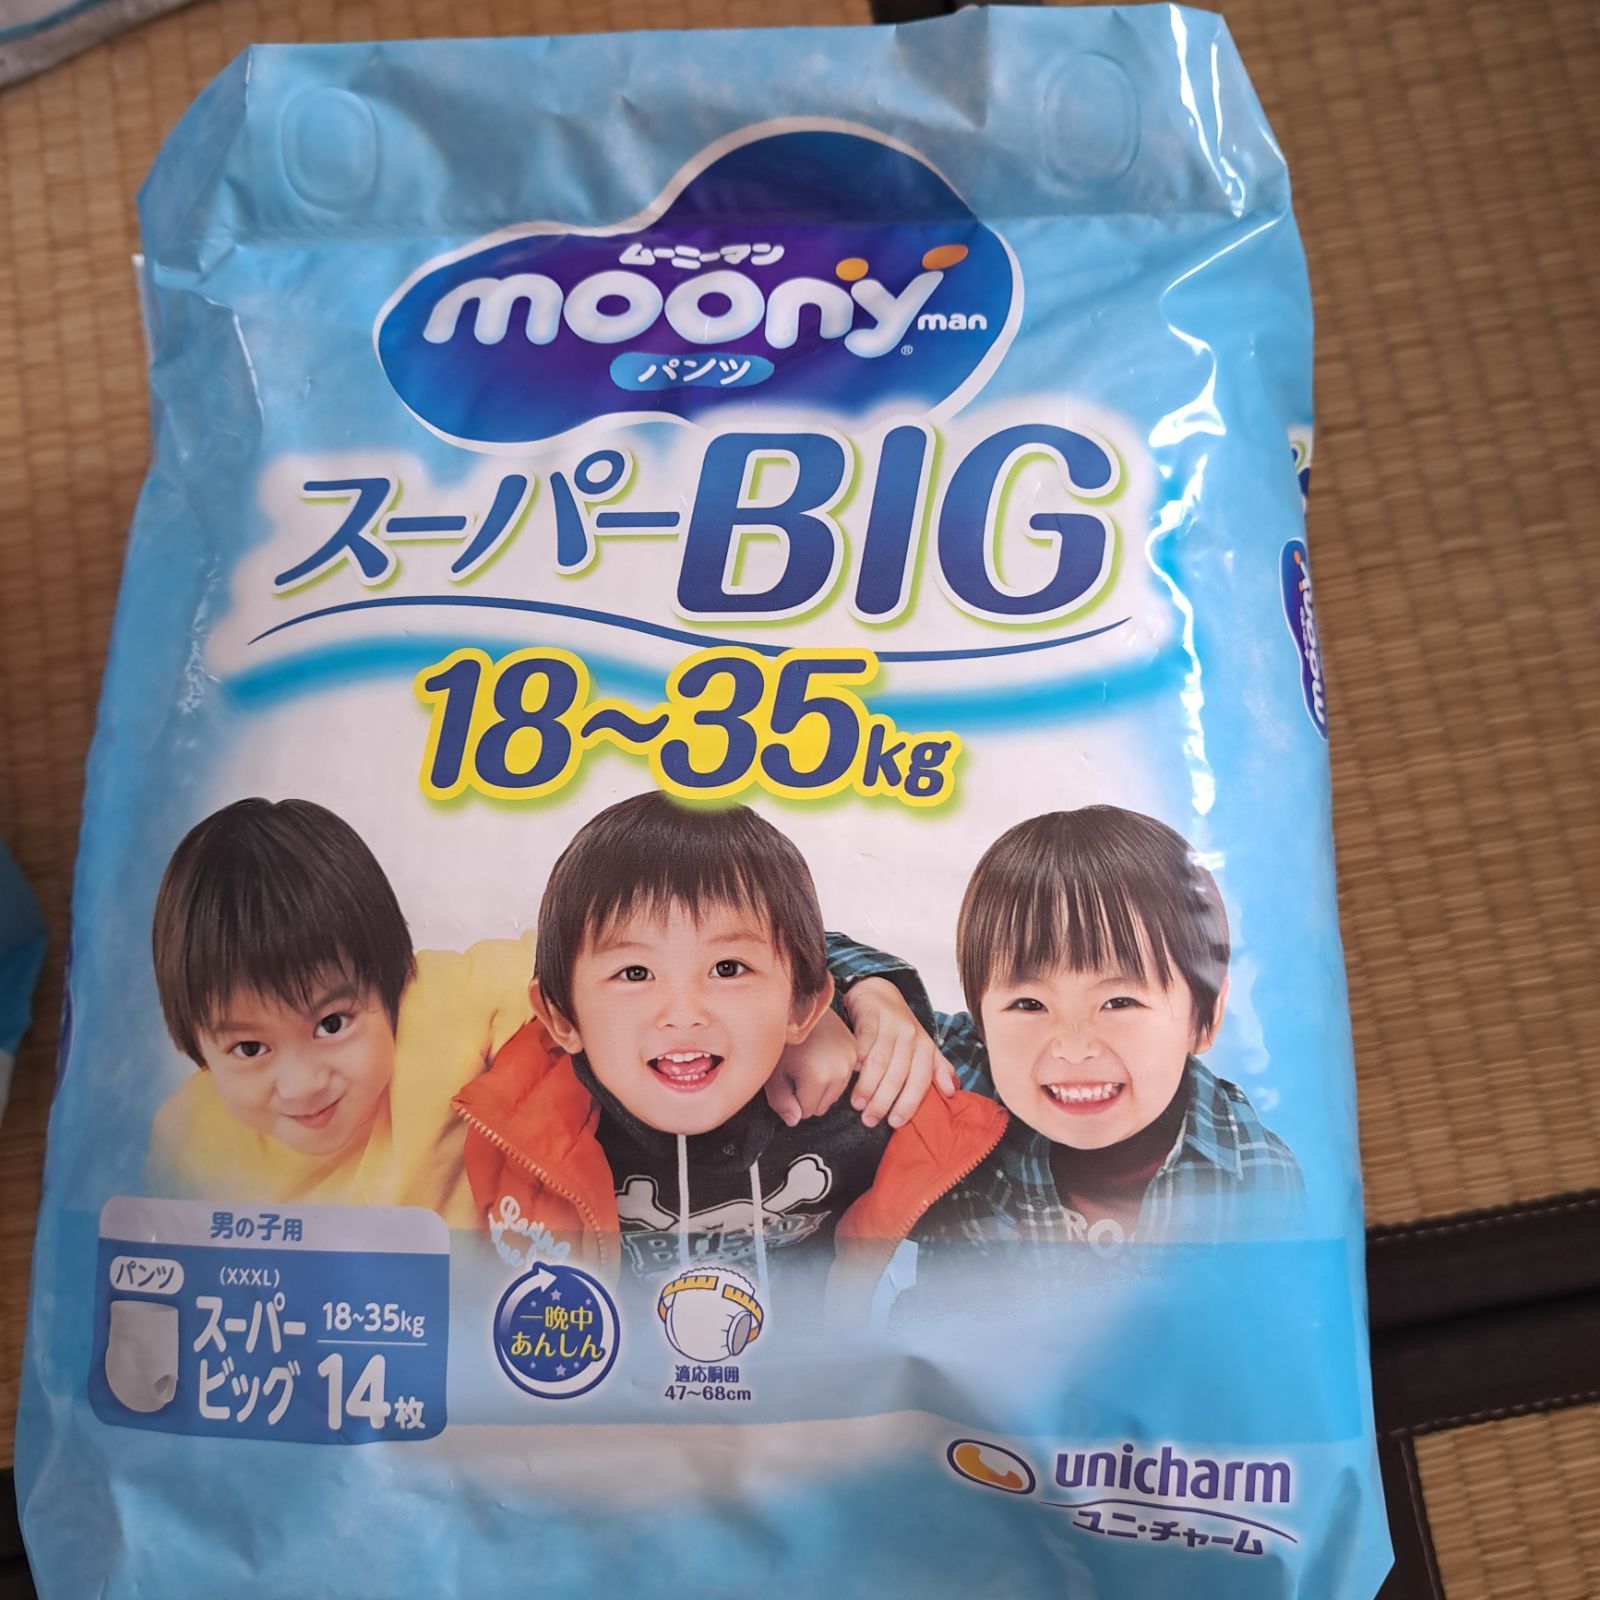 ムーニーマン
moony man
®
パンツ
スーパーBIG
18~35kg
男の子用
パンツ
(XXXL)
スーパー
ビッグ
18~35kg
14枚
一晩中
あんしん
適応胴囲
47~68cm
unicharm
ユニ・チャーム
moony